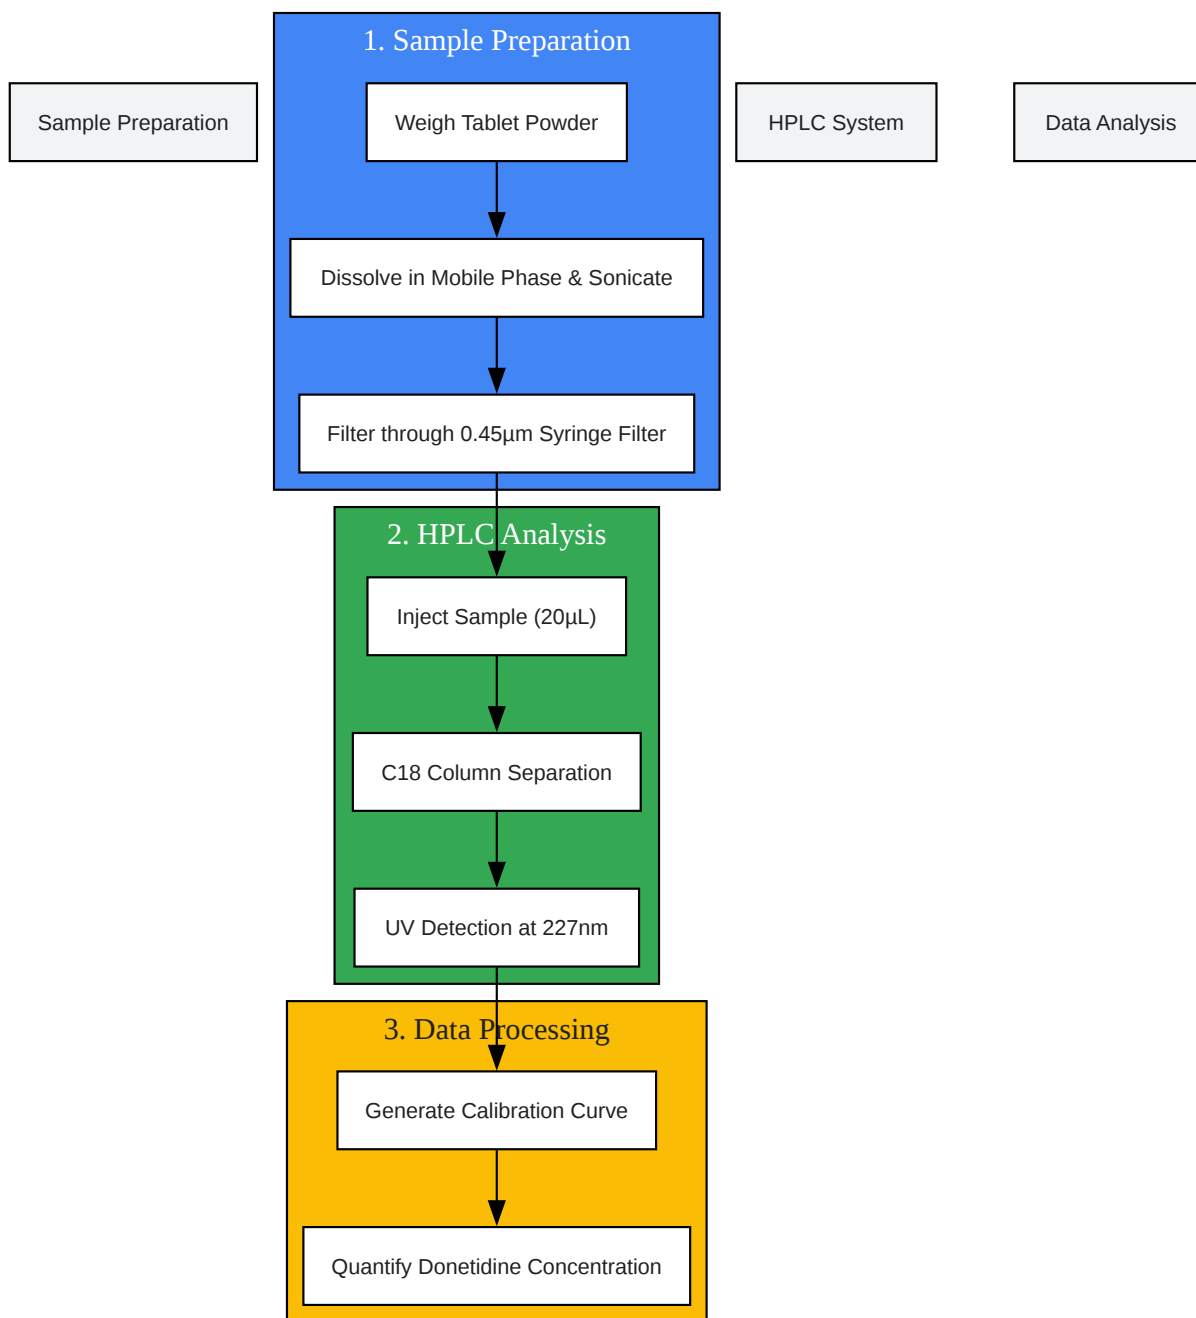 1. Sample Preparation
Sample Preparation
Weigh Tablet Powder
HPLC System
Data Analysis
Dissolve in Mobile Phase & Sonicate
Filter through 0.45µm Syringe Filter
2. HPLC Analysis
Inject Sample (20µL)
C18 Column Separation
UV Detection at 227nm
3. Data Processing
Generate Calibration Curve
Quantify Donetidine Concentration